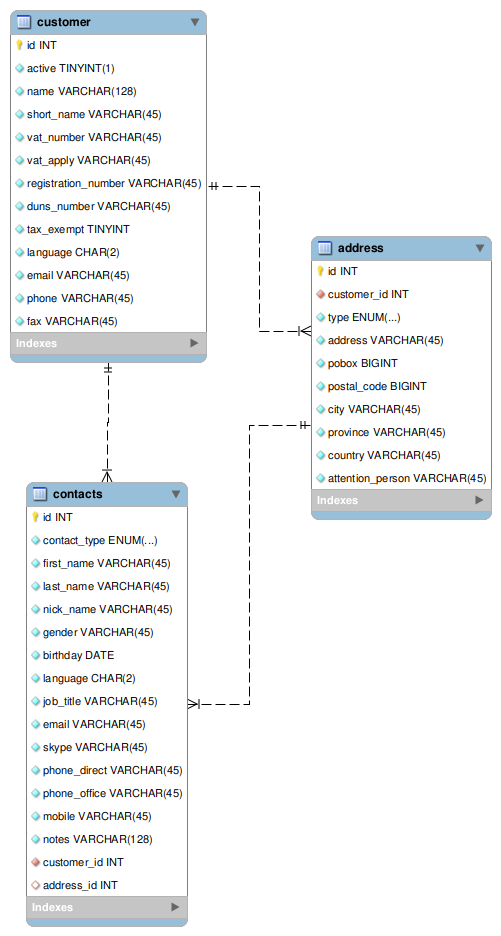 customer
id INT
active TINYINT(1)
name VARCHAR(128)
short_name VARCHAR(45)
vat_number VARCHAR(45)
vat_apply VARCHAR(45)
registration_number VARCHAR(45)
duns_number VARCHAR(45)
tax_exempt TINYINT
language CHAR(2)
email VARCHAR(45)
phone VARCHAR(45)
fax VARCHAR(45)
Indexes
address
id INT
customer_id INT
type ENUM(...)
address VARCHAR(45)
pobox BIGINT
postal_code BIGINT
city VARCHAR(45)
province VARCHAR(45)
country VARCHAR(45)
attention_person VARCHAR(45)
Indexes
contacts
id INT
contact_type ENUM(...)
first_name VARCHAR(45)
last_name VARCHAR(45)
nick_name VARCHAR(45)
gender VARCHAR(45)
birthday DATE
language CHAR(2)
job_title VARCHAR(45)
email VARCHAR(45)
skype VARCHAR(45)
phone_direct VARCHAR(45)
phone_office VARCHAR(45)
mobile VARCHAR(45)
notes VARCHAR(128)
customer_id INT
address_id INT
Indexes